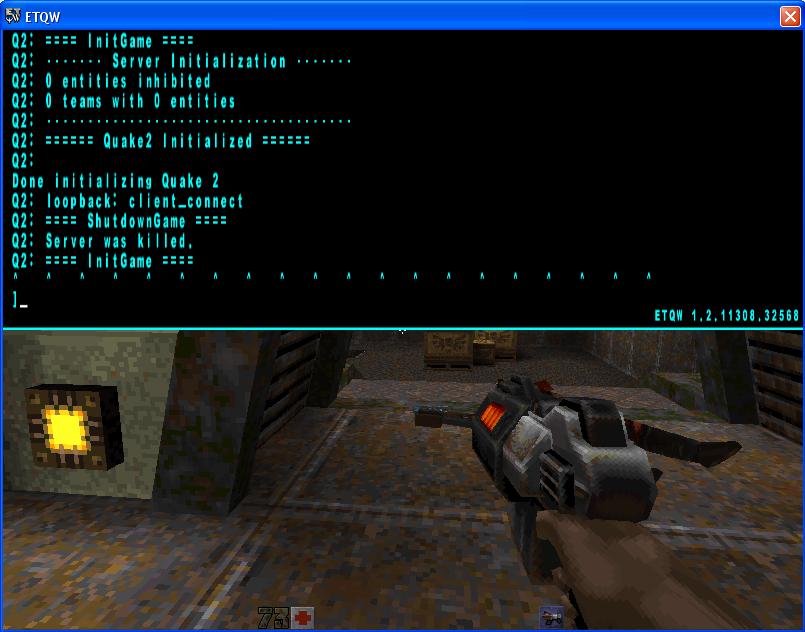 ETQW
Q2: ==== InitGame ====
Q2: ------- Server Initialization -------
Q2: 0 entities inhibited
Q2: 0 teams with 0 entities
Q2: -------------------------------------
Q2: ====== Quake2 Initialized ======
Q2:
Done initializing Quake 2
Q2: loopback: client_connect
Q2: ==== ShutdownGame ====
Q2: Server was killed.
Q2: ==== InitGame ====
^ ^ ^ ^ ^ ^ ^ ^ ^ ^ ^ ^ ^ ^ ^ ^ ^ ^ ^ ^
]_
ETQW 1.2.11308.32568